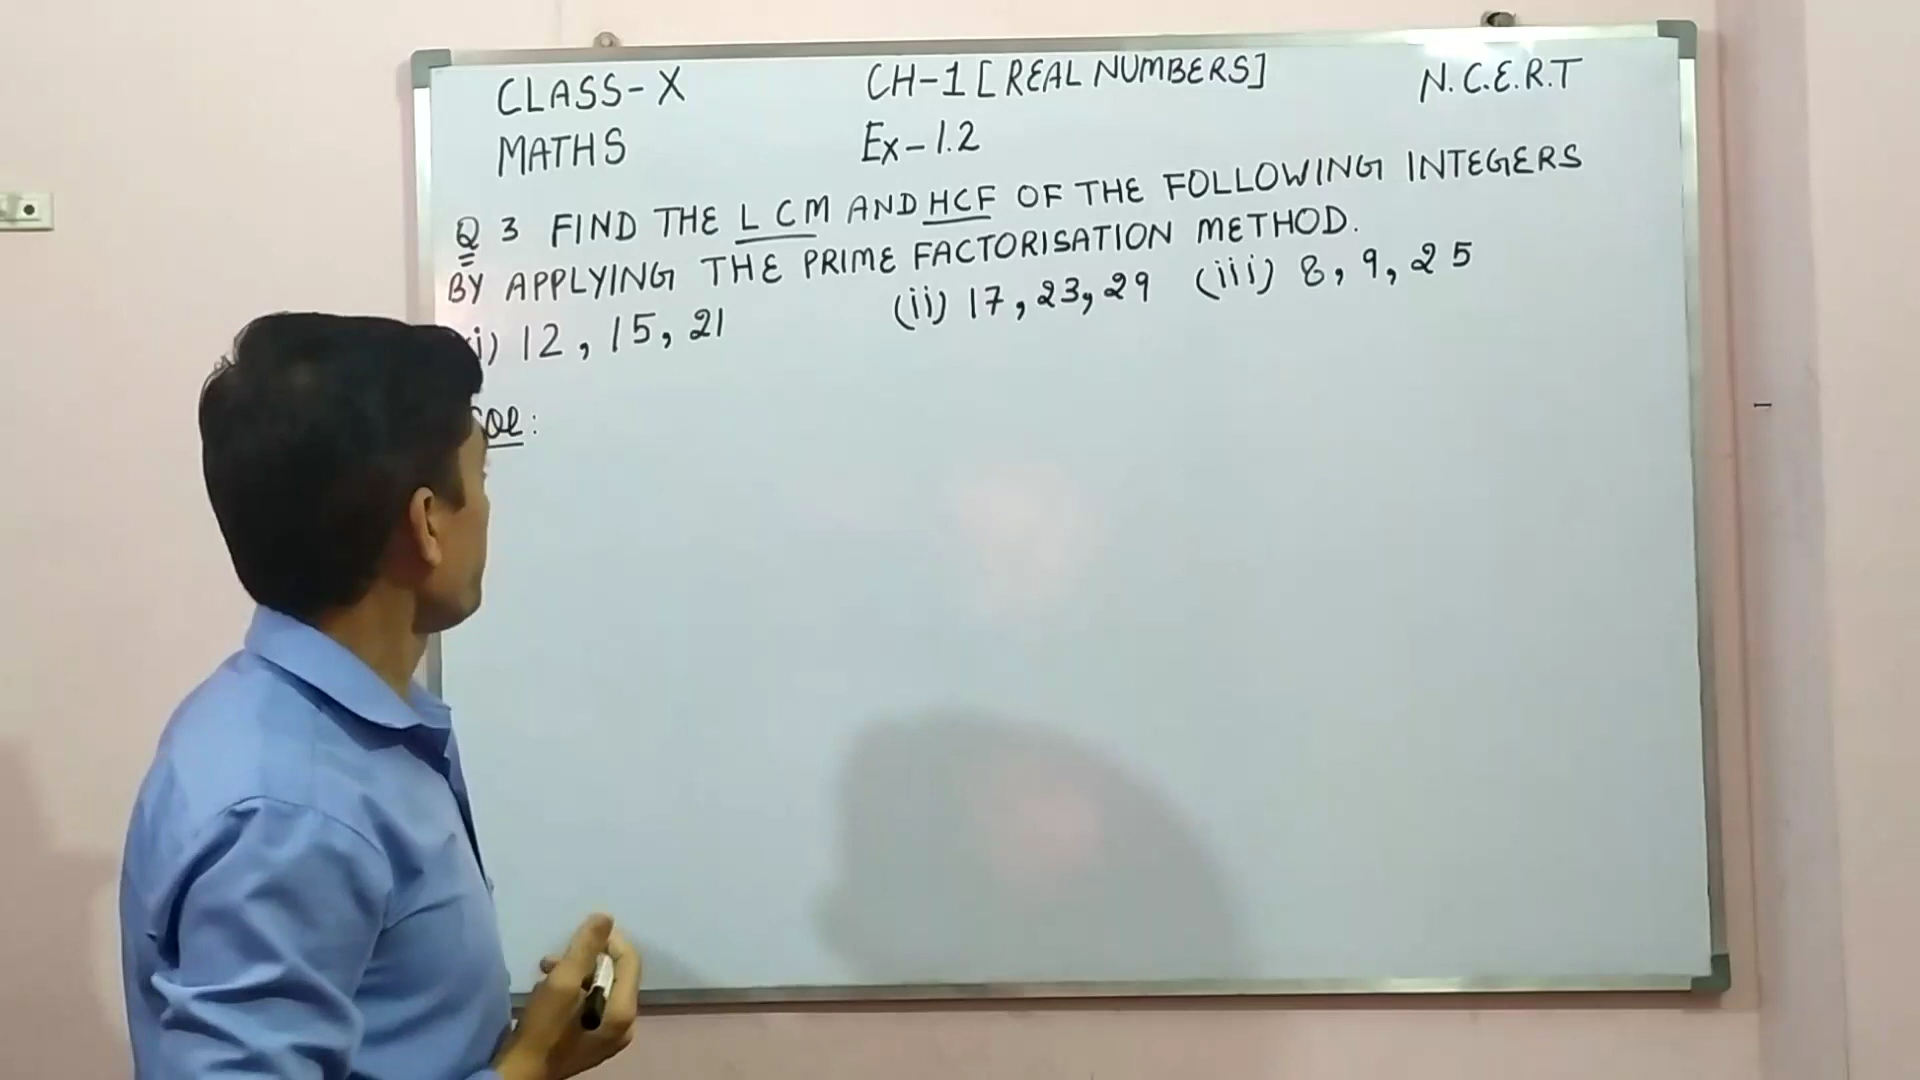 CLASS-X CH-1 [REAL NUMBERS] N.C.E.R.T
MATHS Ex-1.2
Q 3 FIND THE LCM AND HCF OF THE FOLLOWING INTEGERS
BY APPLYING THE PRIME FACTORISATION METHOD.
i) 12, 15, 21 (ii) 17, 23, 29 (iii) 8, 9, 25
Sol: